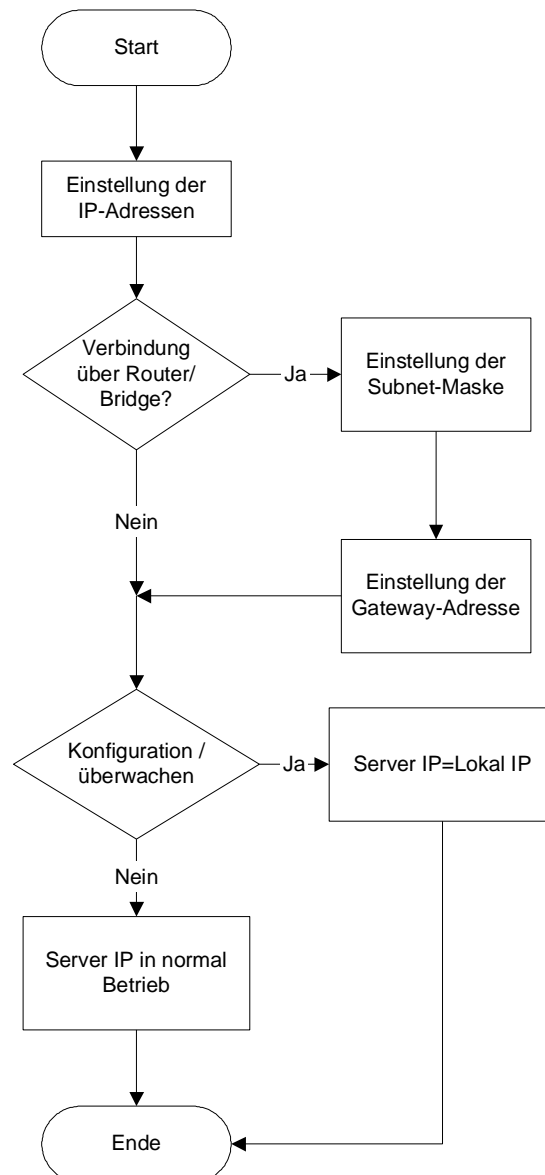 Start
Einstellung der
IP-Adressen
Verbindung
über Router/
Bridge?
Ja
Einstellung der
Subnet-Maske
Nein
Einstellung der
Gateway-Adresse
Konfiguration /
überwachen
Ja
Server IP=Lokal IP
Nein
Server IP in normal
Betrieb
Ende